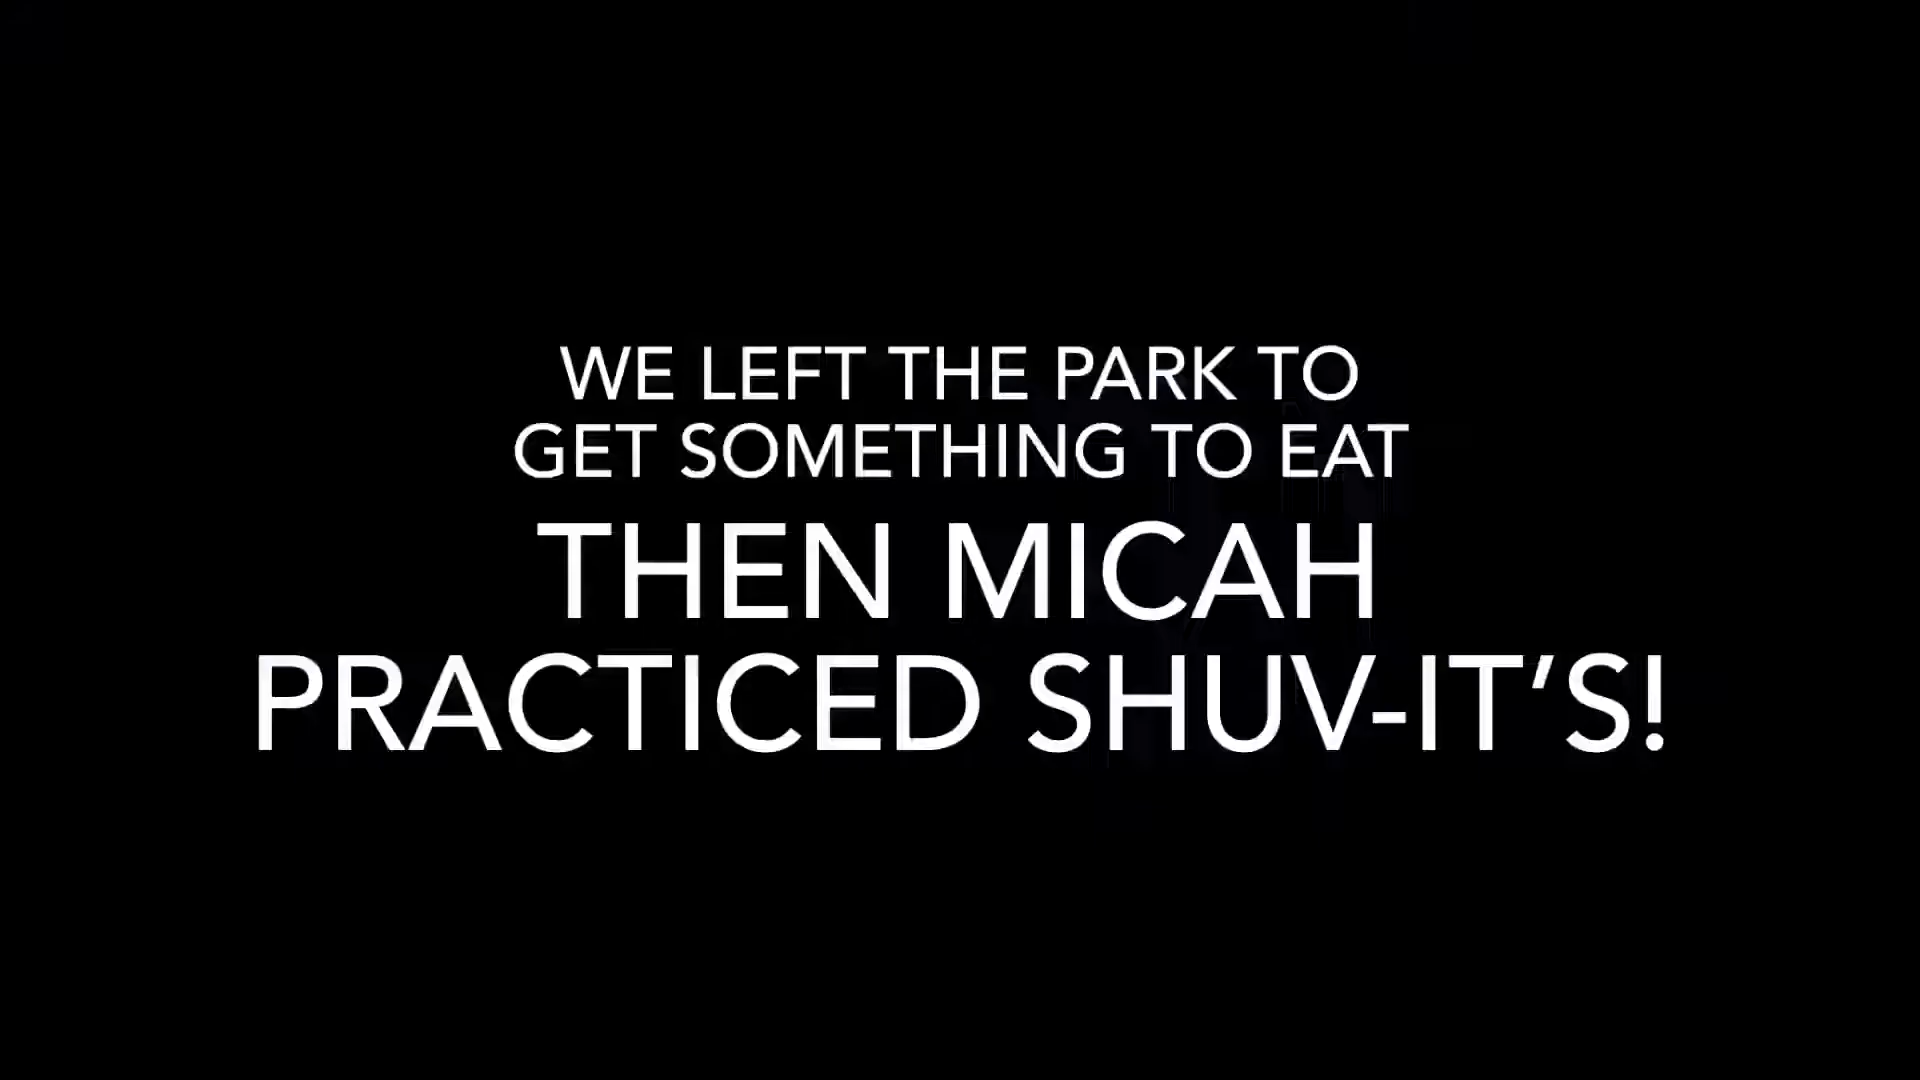 WE LEFT THE PARK TO
GET SOMETHING TO EAT
THEN MICAH
PRACTICED SHUV-IT’S!